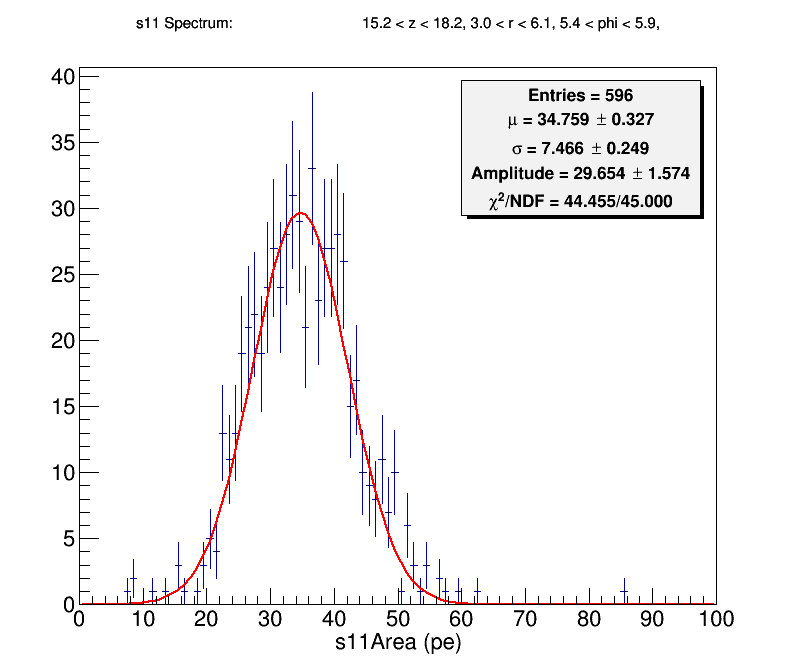 s11 Spectrum: 15.2 < z < 18.2, 3.0 < r < 6.1, 5.4 < phi < 5.9,
Entries = 596
μ = 34.759 ± 0.327
σ = 7.466 ± 0.249
Amplitude = 29.654 ± 1.574
χ²/NDF = 44.455/45.000
40
35
30
25
20
15
10
5
0
0 10 20 30 40 50 60 70 80 90 100
s11Area (pe)